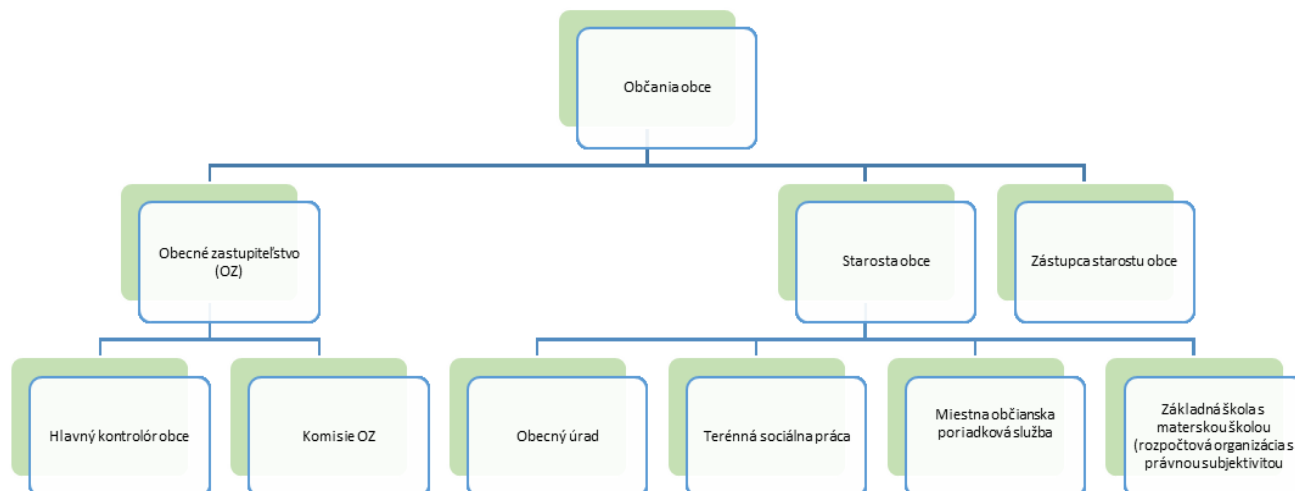 Občania obce
Obecné zastupiteľstvo
(OZ)
Starosta obce
Zástupca starostu obce
Hlavný kontrolór obce
Komisie OZ
Obecný úrad
Terénná sociálna práca
Miestna občianska
poriadková služba
Základná škola s
materskou školou
(rozpočtová organizácia s
právnou subjektivitou